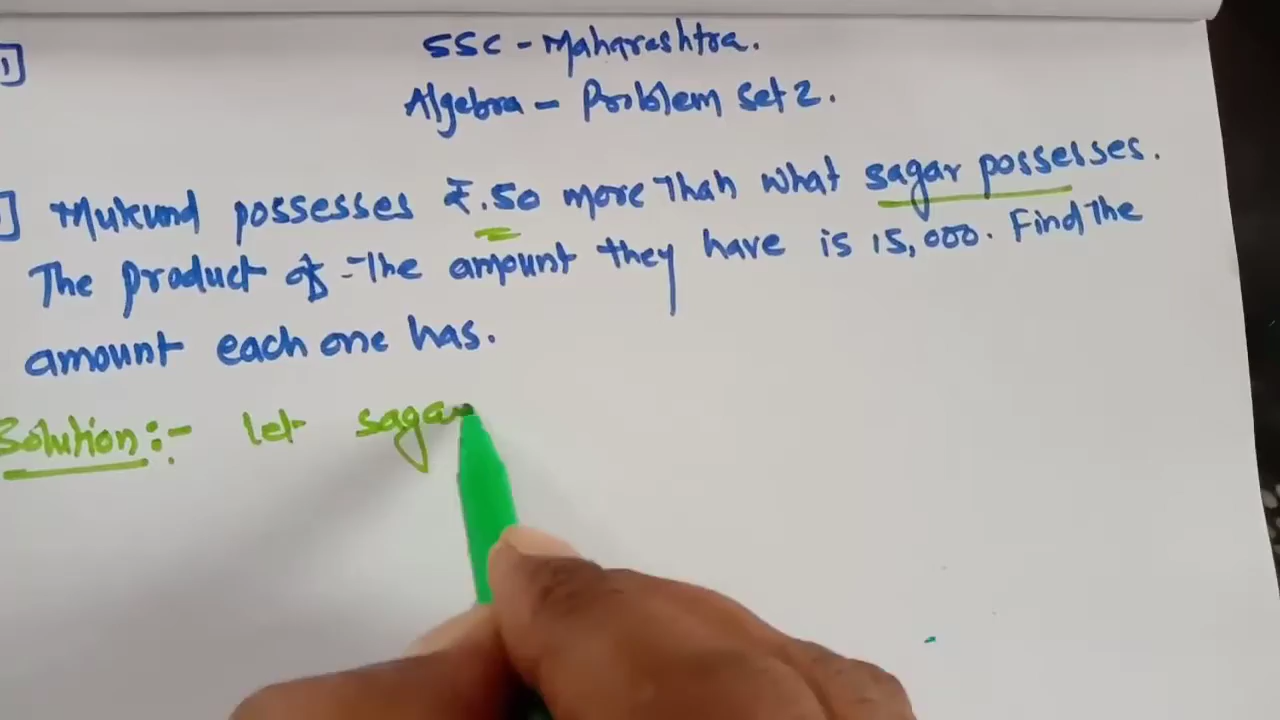 1]
SSC - Maharashtra.
Algebra - Problem Set 2.
] Mukund possesses ₹.50 more Than what sagar possesses.
The product of The amount they have is 15,000. Find The
amount each one has.
Solution:- let sagar